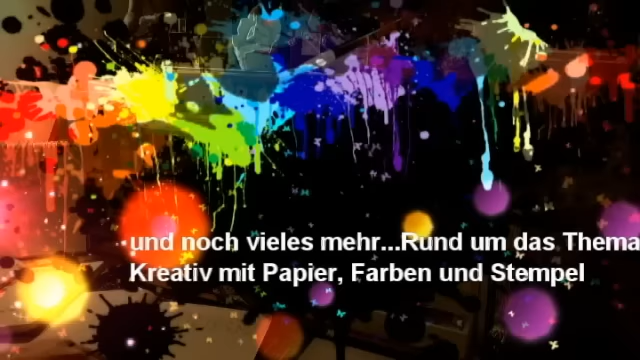 und noch vieles mehr...Rund um das Thema
Kreativ mit Papier, Farben und Stempel